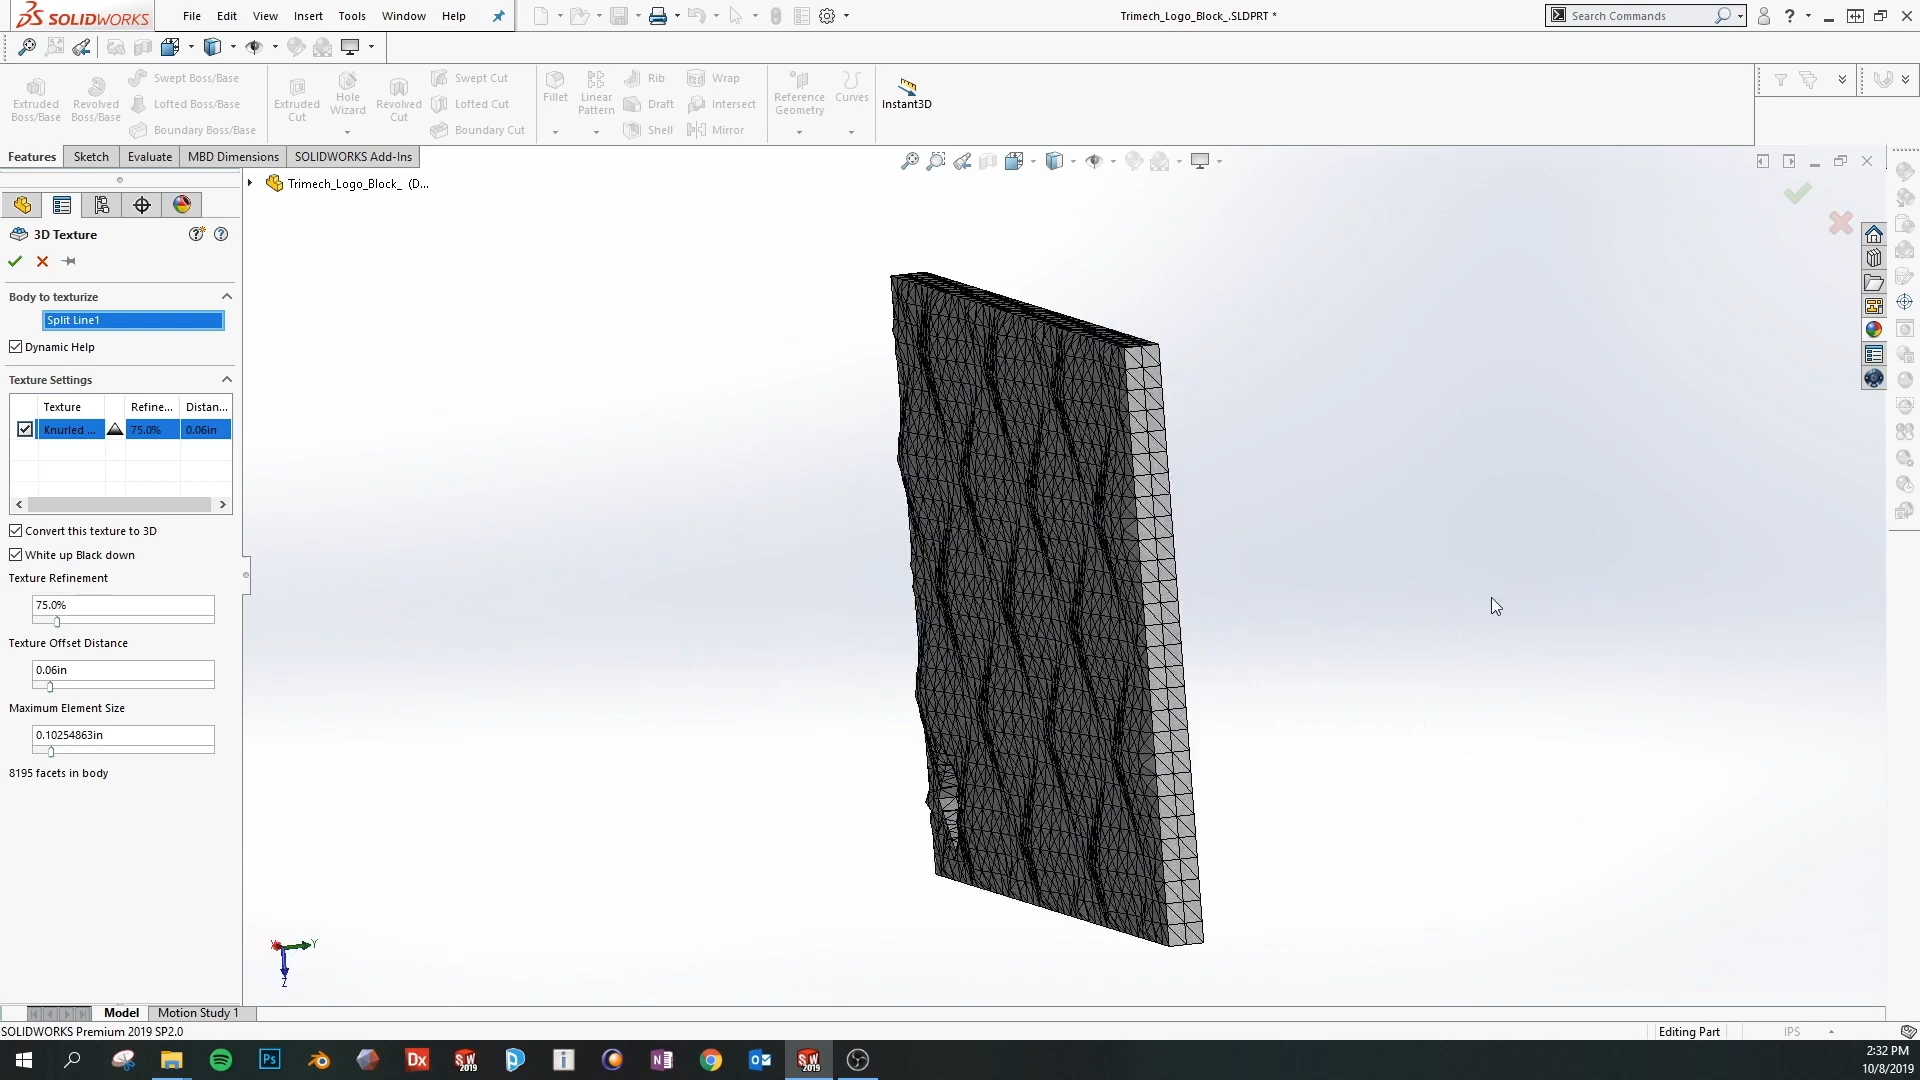 SOLIDWORKS
File Edit View Insert Tools Window Help
Trimech_Logo_Block_.SLDPRT *
Search Commands
Extruded Boss/Base
Revolved Boss/Base
Swept Boss/Base
Lofted Boss/Base
Boundary Boss/Base
Extruded Cut
Hole Wizard
Revolved Cut
Swept Cut
Lofted Cut
Boundary Cut
Fillet
Linear Pattern
Rib
Draft
Shell
Wrap
Intersect
Mirror
Reference Geometry
Curves
Instant3D
Features Sketch Evaluate MBD Dimensions SOLIDWORKS Add-Ins
Trimech_Logo_Block_ (D...
3D Texture
Body to texturize
Split Line1
Dynamic Help
Texture Settings
Texture Refine... Distan...
Knurled ... 75.0% 0.06in
Convert this texture to 3D
White up Black down
Texture Refinement
75.0%
Texture Offset Distance
0.06in
Maximum Element Size
0.10254863in
8195 facets in body
Y
Z
Model Motion Study 1
SOLIDWORKS Premium 2019 SP2.0
Editing Part
IPS
Ps
Dx
SW 2019
N
SW 2019
2:32 PM
10/8/2019